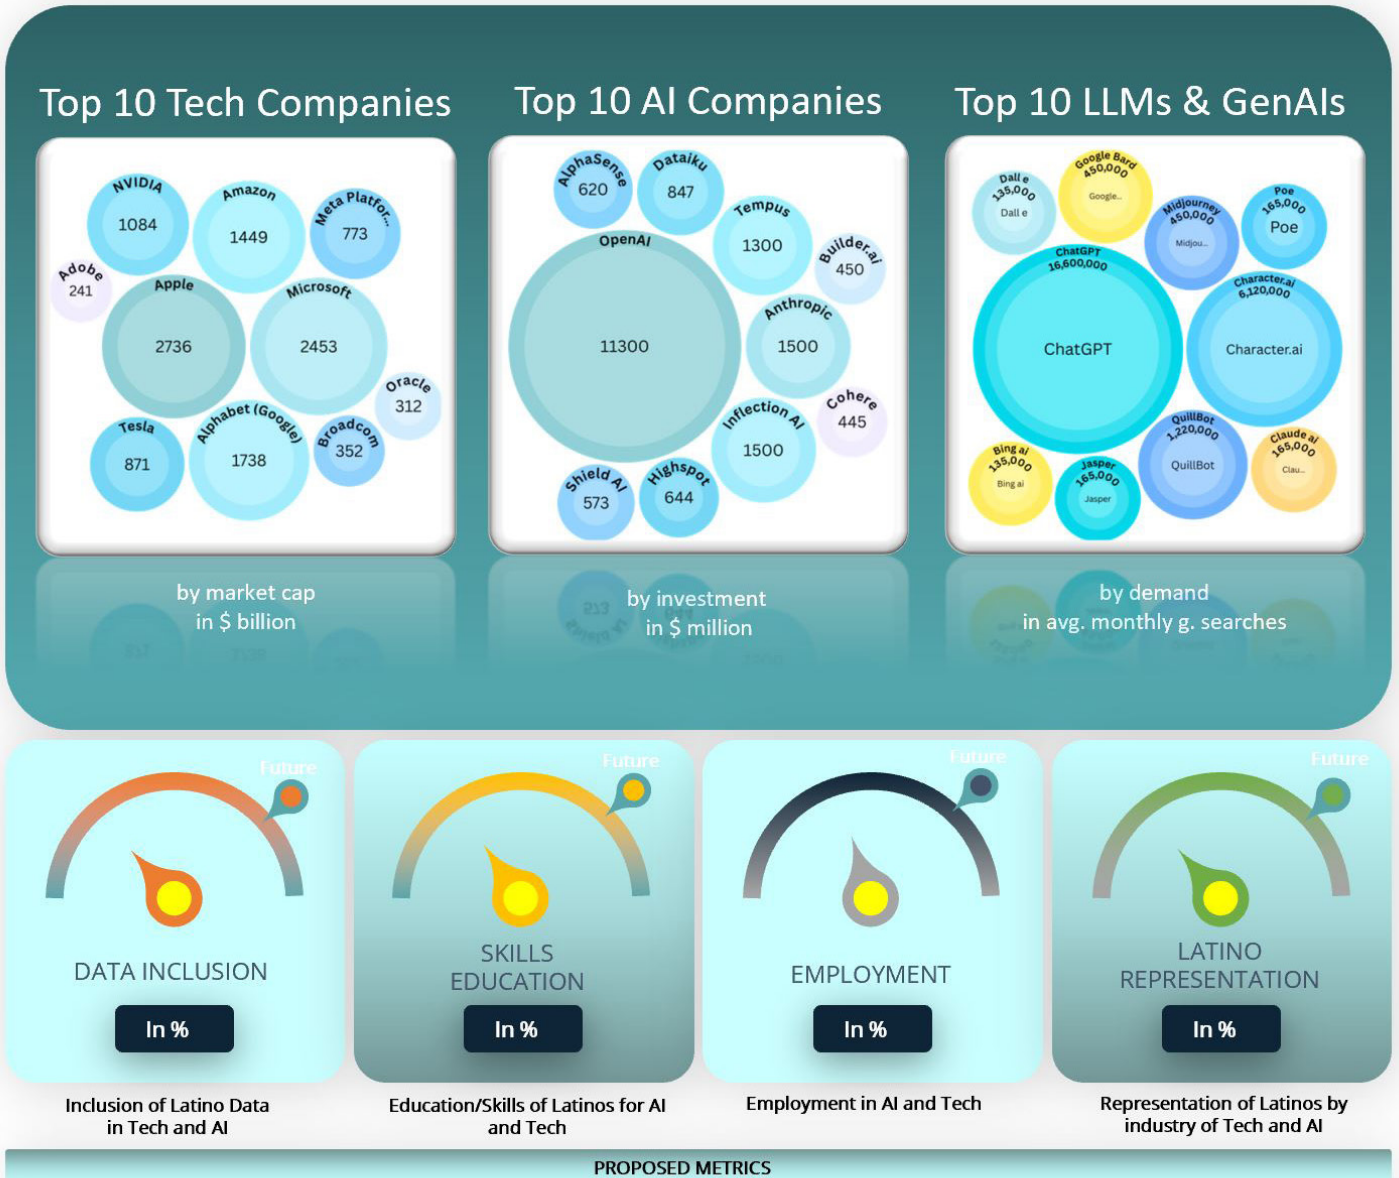 Top 10 Tech Companies
NVIDIA
1084
Amazon
1449
Meta Platfor...
773
Adobe
241
Apple
2736
Microsoft
2453
Oracle
312
Tesla
871
Alphabet (Google)
1738
Broadcom
352
by market cap
in $ billion
Top 10 AI Companies
AlphaSense
620
Dataiku
847
Tempus
1300
Builder.ai
450
OpenAI
11300
Anthropic
1500
Cohere
445
Inflection AI
1500
Shield AI
573
Highspot
644
by investment
in $ million
Top 10 LLMs & GenAIs
Dall e
135,000
Dall e
Google Bard
450,000
Google...
Midjourney
450,000
Midjou...
Poe
165,000
Poe
ChatGPT
16,600,000
ChatGPT
Character.ai
6,120,000
Character.ai
Bing ai
135,000
Bing ai
Jasper
165,000
Jasper
QuillBot
1,220,000
QuillBot
Claude ai
165,000
Clau...
by demand
in avg. monthly g. searches
Future
DATA INCLUSION
In %
Inclusion of Latino Data
in Tech and AI
Future
SKILLS
EDUCATION
In %
Education/Skills of Latinos for AI
and Tech
Future
EMPLOYMENT
In %
Employment in AI and Tech
Future
LATINO
REPRESENTATION
In %
Representation of Latinos by
industry of Tech and AI
PROPOSED METRICS